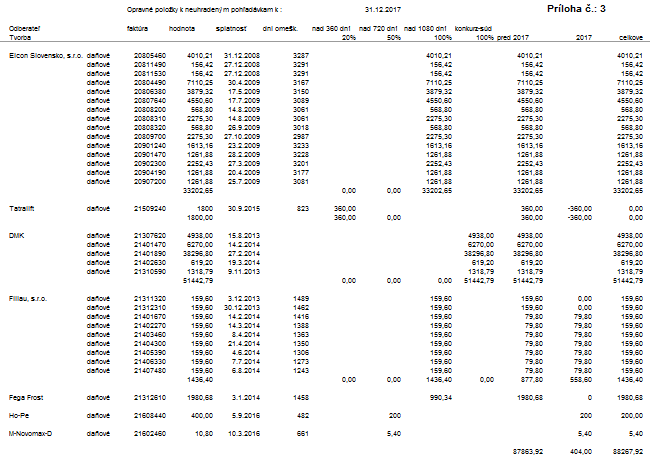 Opravné položky k neuhradeným pohľadávkam k : 31.12.2017 Príloha č.: 3
Odberateľ faktúra hodnota splatnosť dni omešk. nad 360 dní nad 720 dní nad 1080 dní konkurz-súd
Tvorba 20% 50% 100% 100% pred 2017 2017 celkove
Elcon Slovensko, s.r.o. daňové 20805460 4010,21 31.12.2008 3287 4010,21 4010,21 4010,21
daňové 20811490 156,42 27.12.2008 3291 156,42 156,42 156,42
daňové 20811530 156,42 27.12.2008 3291 156,42 156,42 156,42
daňové 20804490 7110,25 30.4.2009 3167 7110,25 7110,25 7110,25
daňové 20806380 3879,32 17.5.2009 3150 3879,32 3879,32 3879,32
daňové 20807640 4550,60 17.7.2009 3089 4550,60 4550,60 4550,60
daňové 20808200 568,80 14.8.2009 3061 568,80 568,80 568,80
daňové 20808310 2275,30 14.8.2009 3061 2275,30 2275,30 2275,30
daňové 20808320 568,80 26.9.2009 3018 568,80 568,80 568,80
daňové 20809700 2275,30 27.10.2009 2987 2275,30 2275,30 2275,30
daňové 20901240 1613,16 23.2.2009 3233 1613,16 1613,16 1613,16
daňové 20901470 1261,88 28.2.2009 3228 1261,88 1261,88 1261,88
daňové 20902300 2252,43 27.3.2009 3201 2252,43 2252,43 2252,43
daňové 20904190 1261,88 20.4.2009 3177 1261,88 1261,88 1261,88
daňové 20907200 1261,88 25.7.2009 3081 1261,88 1261,88 1261,88
33202,65 0,00 0,00 33202,65 33202,65 33202,65
Tatralift daňové 21509240 1800 30.9.2015 823 360,00 360,00 -360,00 0,00
1800,00 360,00 0,00 360,00 -360,00 0,00
DMK daňové 21307620 4938,00 15.8.2013 4938,00 4938,00 4938,00
daňové 21401470 6270,00 14.2.2014 6270,00 6270,00 6270,00
daňové 21401890 38296,80 27.2.2014 38296,80 38296,80 38296,80
daňové 21402630 619,20 19.3.2014 619,20 619,20 619,20
daňové 21310590 1318,79 9.11.2013 1318,79 1318,79 1318,79
51442,79 0,00 0,00 0,00 51442,79 51442,79 51442,79
Filiau, s.r.o. daňové 21311320 159,60 3.12.2013 1489 159,60 159,60 0,00 159,60
daňové 21312310 159,60 30.12.2013 1462 159,60 159,60 0,00 159,60
daňové 21401670 159,60 14.2.2014 1416 159,60 79,80 79,80 159,60
daňové 21402270 159,60 14.3.2014 1388 159,60 79,80 79,80 159,60
daňové 21403460 159,60 8.4.2014 1363 159,60 79,80 79,80 159,60
daňové 21404300 159,60 21.4.2014 1350 159,60 79,80 79,80 159,60
daňové 21405390 159,60 4.6.2014 1306 159,60 79,80 79,80 159,60
daňové 21406330 159,60 7.7.2014 1273 159,60 79,80 79,80 159,60
daňové 21407480 159,60 6.8.2014 1243 159,60 79,80 79,80 159,60
1436,40 0,00 0,00 1436,40 0,00 877,80 558,60 1436,40
Fega Frost daňové 21312610 1980,68 3.1.2014 1458 990,34 1980,68 0 1980,68
Ho-Pe daňové 21608440 400,00 5.9.2016 482 200 200 200,00
M-Novomax-D daňové 21602460 10,80 10.3.2016 661 5,40 5,40 5,40
87863,92 404,00 88267,92